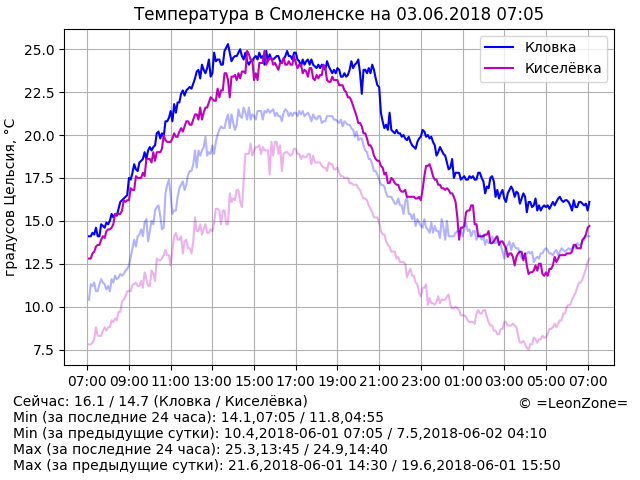 Температура в Смоленске на 03.06.2018 07:05
градусов Цельсия, °C
25.0
22.5
20.0
17.5
15.0
12.5
10.0
7.5
Кловка
Киселёвка
07:00 09:00 11:00 13:00 15:00 17:00 19:00 21:00 23:00 01:00 03:00 05:00 07:00
Сейчас: 16.1 / 14.7 (Кловка / Киселёвка)
© =LeonZone=
Min (за последние 24 часа): 14.1,07:05 / 11.8,04:55
Min (за предыдущие сутки): 10.4,2018-06-01 07:05 / 7.5,2018-06-02 04:10
Max (за последние 24 часа): 25.3,13:45 / 24.9,14:40
Max (за предыдущие сутки): 21.6,2018-06-01 14:30 / 19.6,2018-06-01 15:50